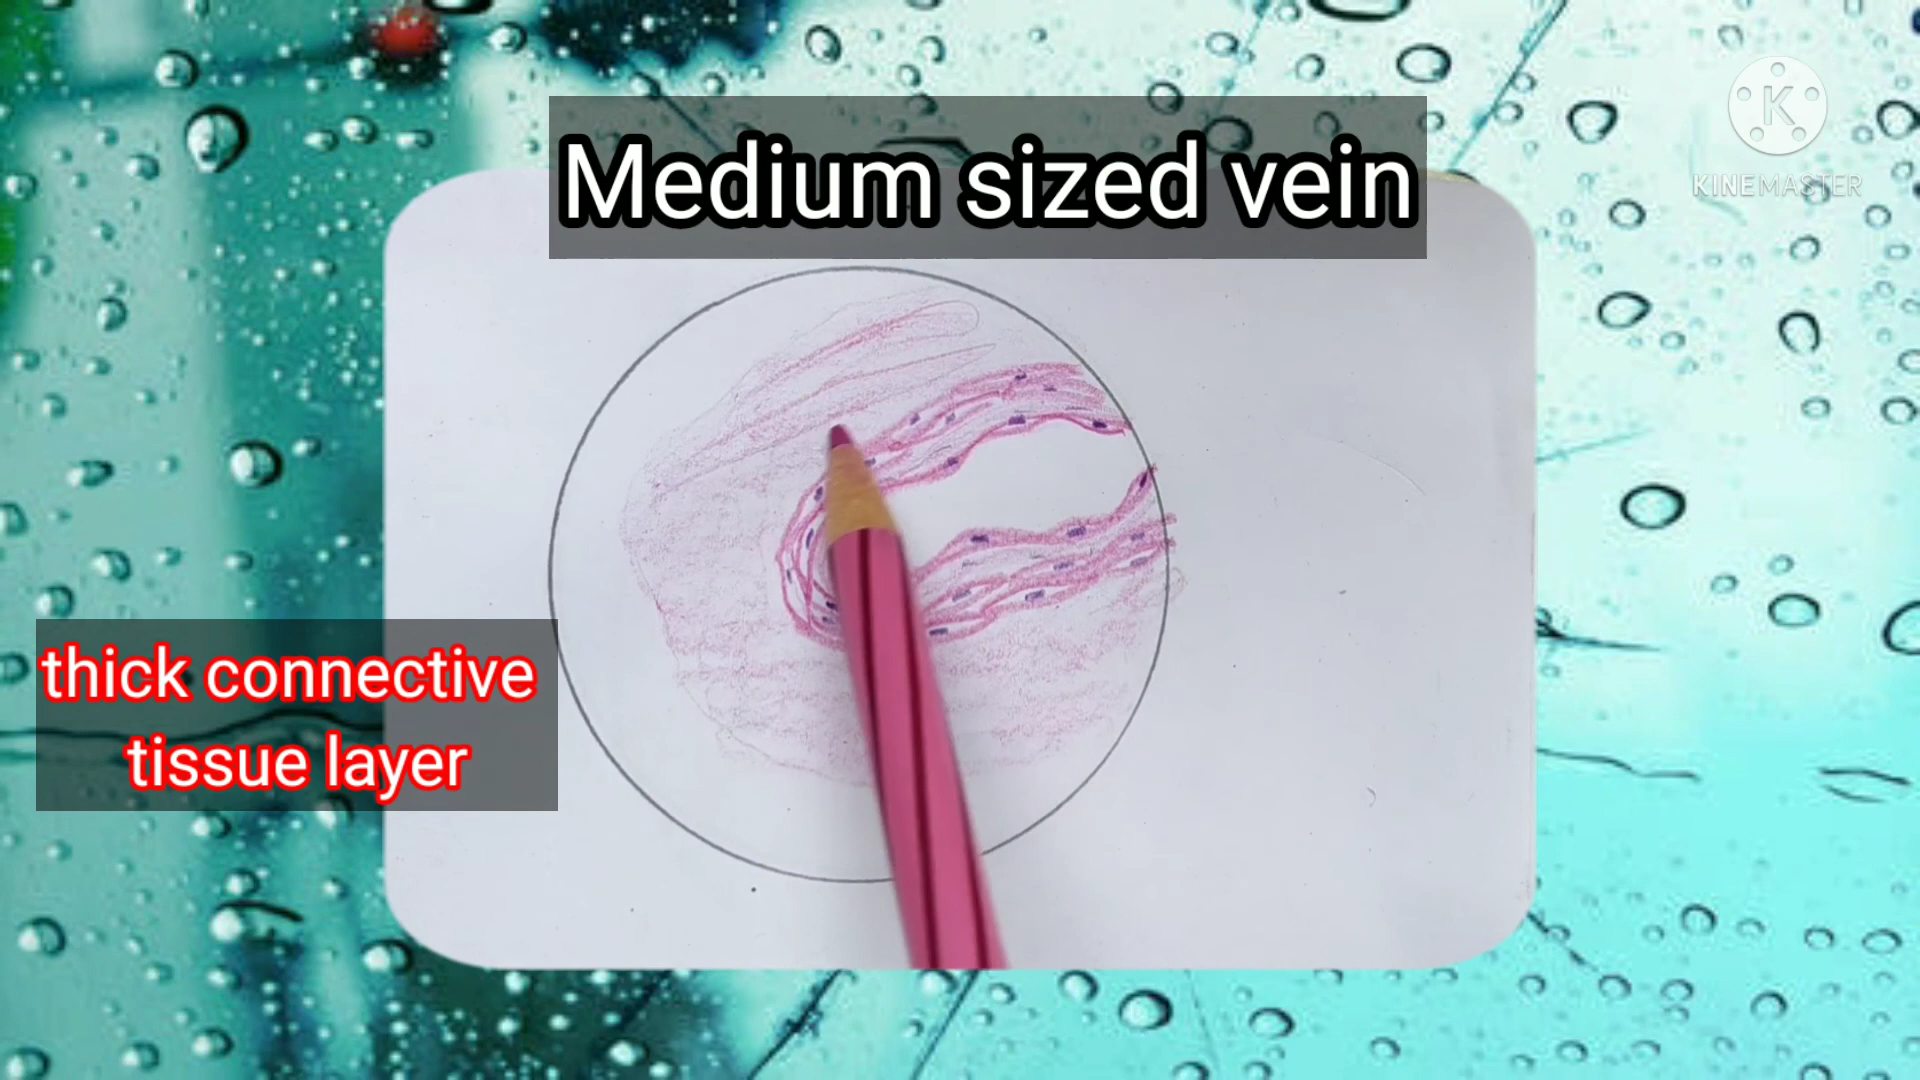 Medium sized vein
K
KINEMASTER
thick connective
tissue layer